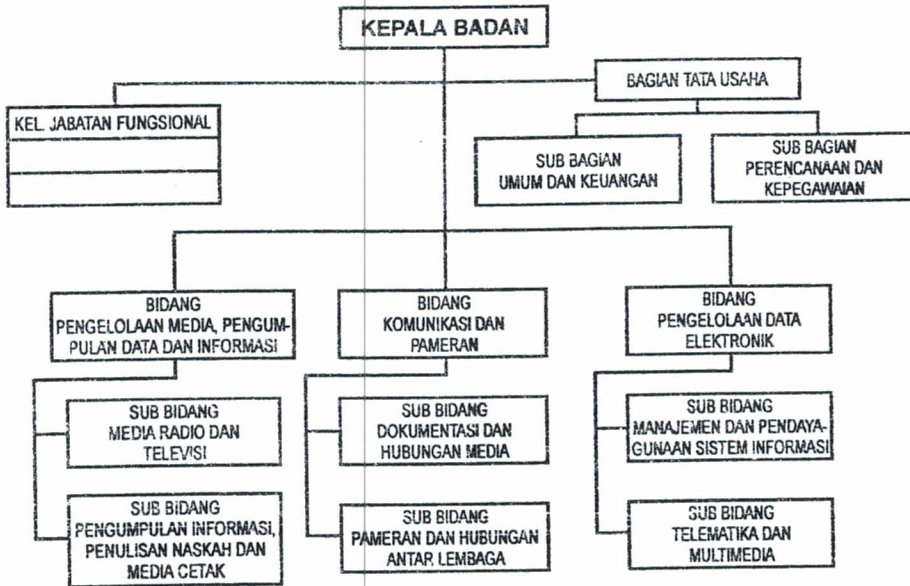 KEPALA BADAN
BAGIAN TATA USAHA
KEL. JABATAN FUNGSIONAL
SUB BAGIAN
UMUM DAN KEUANGAN
SUB BAGIAN
PERENCANAAN DAN
KEPEGAWAIAN
BIDANG
PENGELOLAAN MEDIA, PENGUM-
PULAN DATA DAN INFORMASI
BIDANG
KOMUNIKASI DAN
PAMERAN
BIDANG
PENGELOLAAN DATA
ELEKTRONIK
SUB BIDANG
MEDIA RADIO DAN
TELEVISI
SUB BIDANG
DOKUMENTASI DAN
HUBUNGAN MEDIA
SUB BIDANG
MANAJEMEN DAN PENDAYA-
GUNAAN SISTEM INFORMASI
SUB BIDANG
PENGUMPULAN INFORMASI,
PENULISAN NASKAH DAN
MEDIA CETAK
SUB BIDANG
PAMERAN DAN HUBUNGAN
ANTAR LEMBAGA
SUB BIDANG
TELEMATIKA DAN
MULTIMEDIA